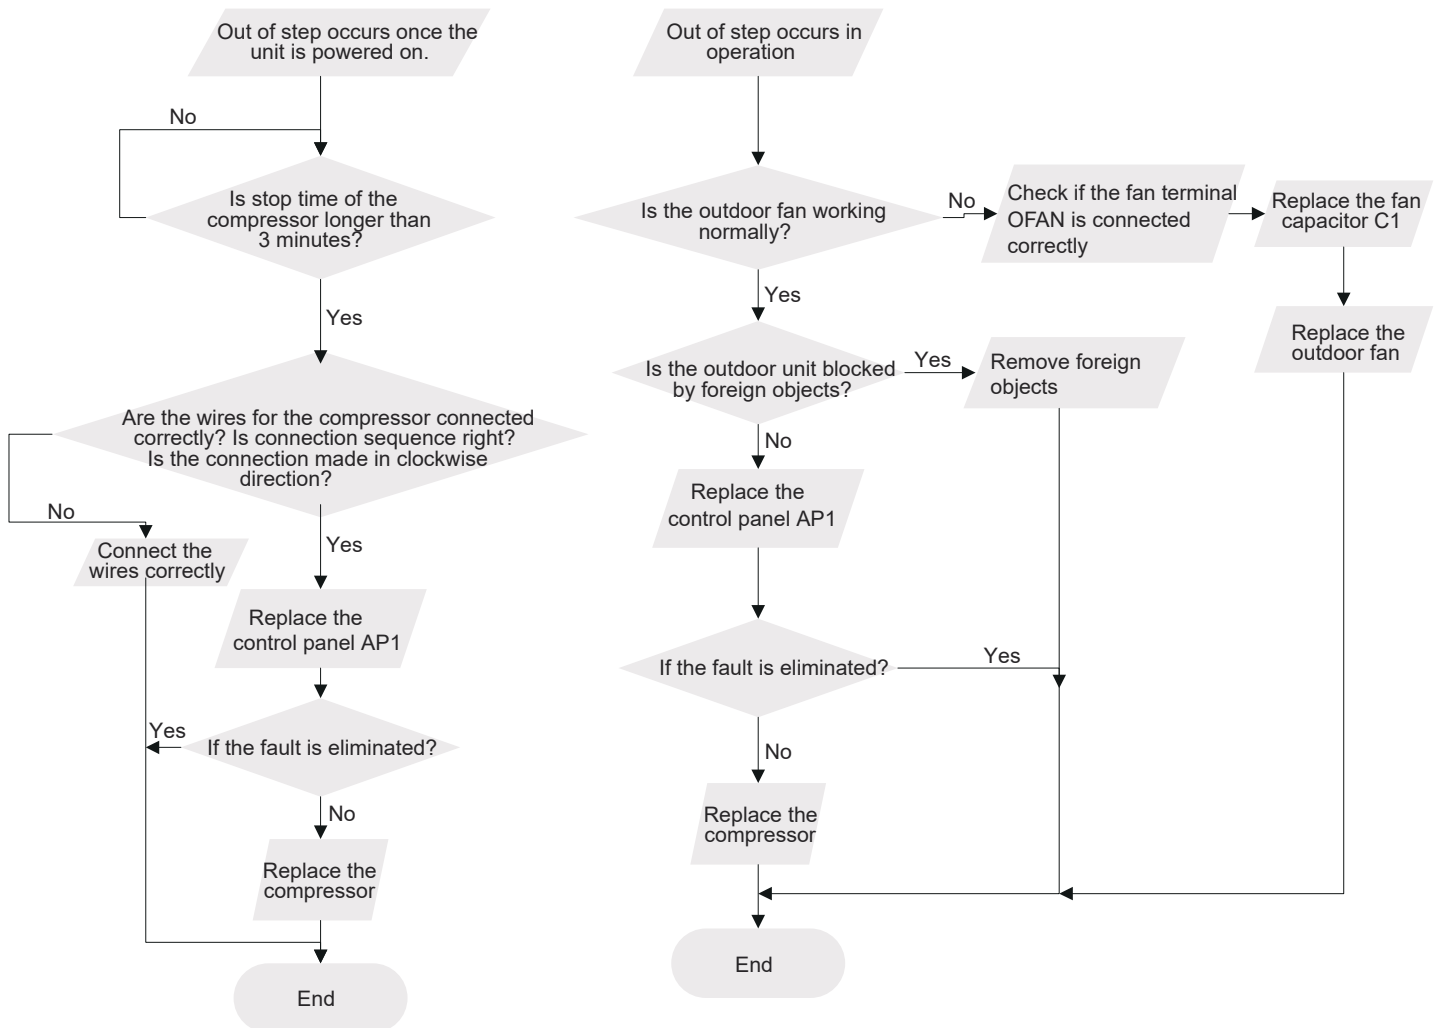 Out of step occurs once the
unit is powered on.
No
Is stop time of the
compressor longer than
3 minutes?
Yes
Are the wires for the compressor connected
correctly? Is connection sequence right?
Is the connection made in clockwise
direction?
No
Connect the
wires correctly
Yes
Replace the
control panel AP1
Yes
If the fault is eliminated?
No
Replace the
compressor
End
Out of step occurs in
operation
Is the outdoor fan working
normally?
No
Check if the fan terminal
OFAN is connected
correctly
Replace the fan
capacitor C1
Replace the
outdoor fan
Yes
Is the outdoor unit blocked
by foreign objects?
Yes
Remove foreign
objects
No
Replace the
control panel AP1
If the fault is eliminated?
Yes
No
Replace the
compressor
End